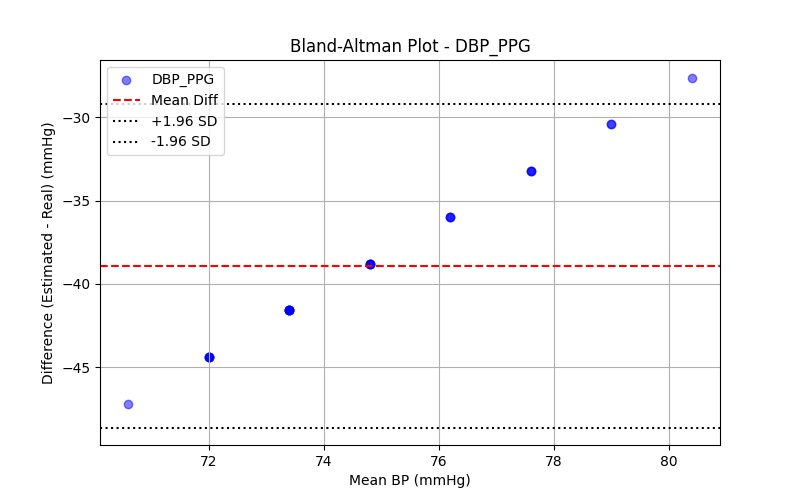 Bland-Altman Plot - DBP_PPG
DBP_PPG
Mean Diff
+1.96 SD
-1.96 SD
Difference (Estimated - Real) (mmHg)
−30
−35
−40
−45
72 74 76 78 80
Mean BP (mmHg)